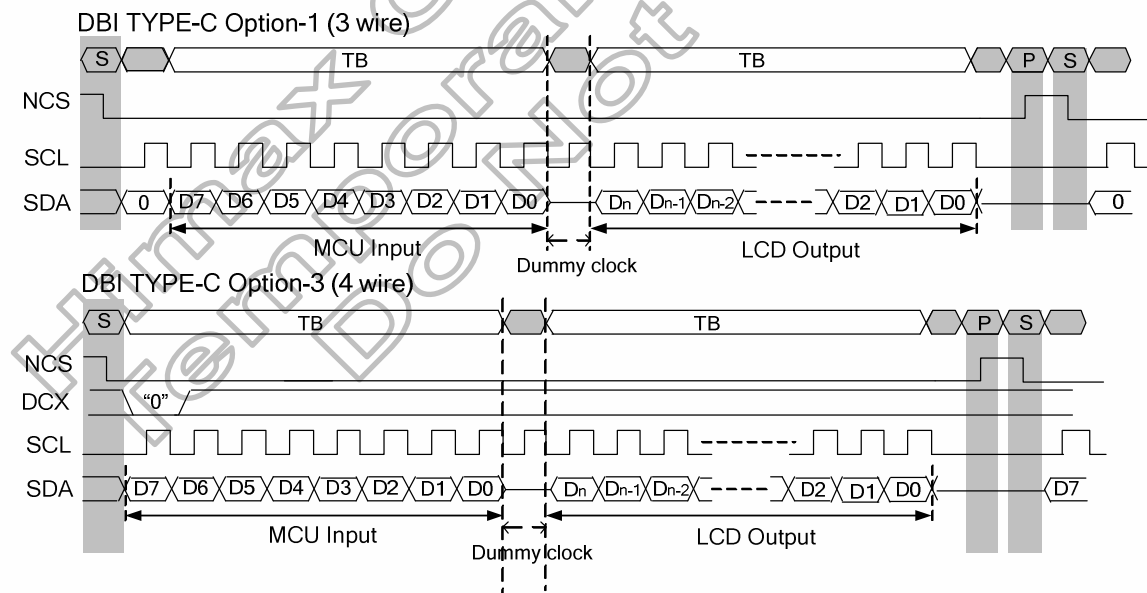 DBI TYPE-C Option-1 (3 wire)
S TB TB P S
NCS
SCL
SDA 0 D7 D6 D5 D4 D3 D2 D1 D0 Dn Dn-1 Dn-2 D2 D1 D0 0
MCU Input LCD Output
Dummy clock
DBI TYPE-C Option-3 (4 wire)
S TB TB P S
NCS
DCX "0"
SCL
SDA D7 D6 D5 D4 D3 D2 D1 D0 Dn Dn-1 Dn-2 D2 D1 D0 D7
MCU Input LCD Output
Dummy clock
Himax
Do Not